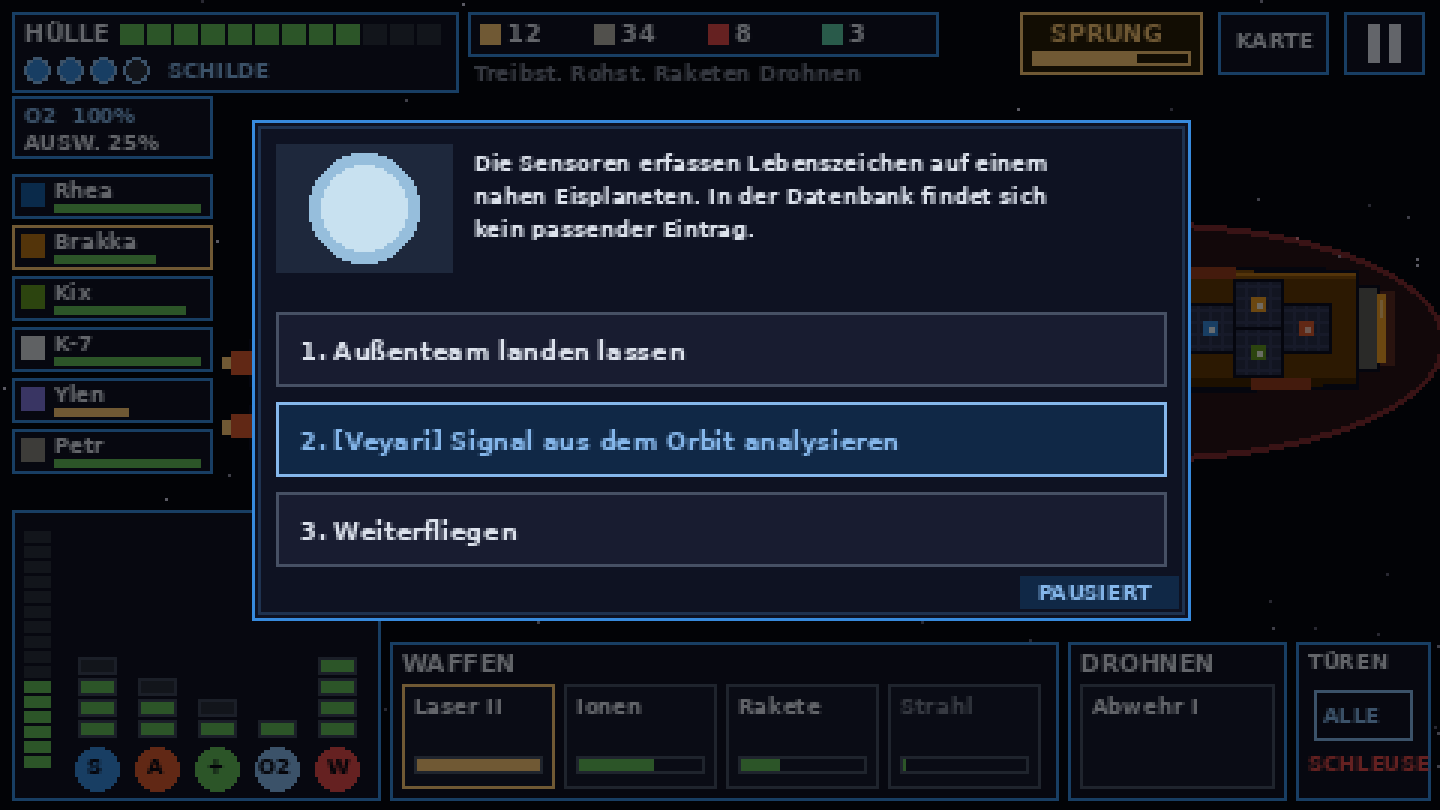 HÜLLE
SCHILDE
12 34 8 3
Treibst. Rohst. Raketen Drohnen
SPRUNG
KARTE
O2 100%
AUSW. 25%
Rhea
Brakka
Kix
K-7
Ylen
Petr
Die Sensoren erfassen Lebenszeichen auf einem
nahen Eisplaneten. In der Datenbank findet sich
kein passender Eintrag.
1. Außenteam landen lassen
2. [Veyari] Signal aus dem Orbit analysieren
3. Weiterfliegen
PAUSIERT
S A + O2 W
WAFFEN
Laser II
Ionen
Rakete
Strahl
DROHNEN
Abwehr I
TÜREN
ALLE
SCHLEUSE